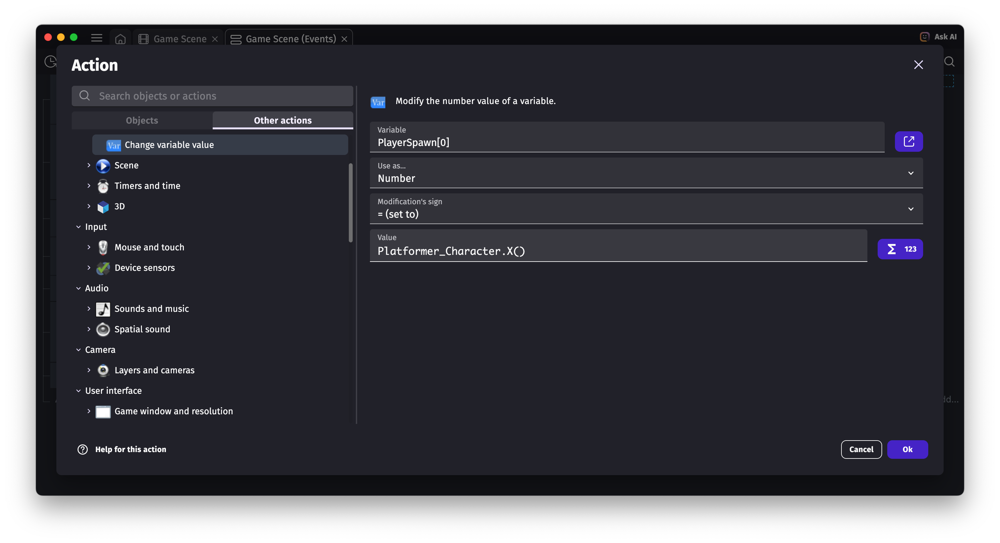 Game Scene
Game Scene (Events)
Ask AI
Action
Search objects or actions
Objects
Other actions
Var Change variable value
Scene
Timers and time
3D
Input
Mouse and touch
Device sensors
Audio
Sounds and music
Spatial sound
Camera
Layers and cameras
User interface
Game window and resolution
Var Modify the number value of a variable.
Variable
PlayerSpawn[0]
Use as...
Number
Modification's sign
= (set to)
Value
Platformer_Character.X()
Σ 123
Help for this action
Cancel
Ok